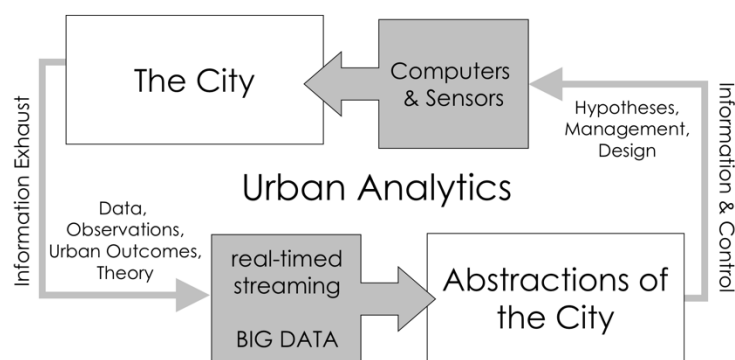 The City
Computers
& Sensors
Hypotheses,
Management,
Design
Information & Control
Information Exhaust
Urban Analytics
Data,
Observations,
Urban Outcomes,
Theory
real-timed
streaming
BIG DATA
Abstractions of
the City